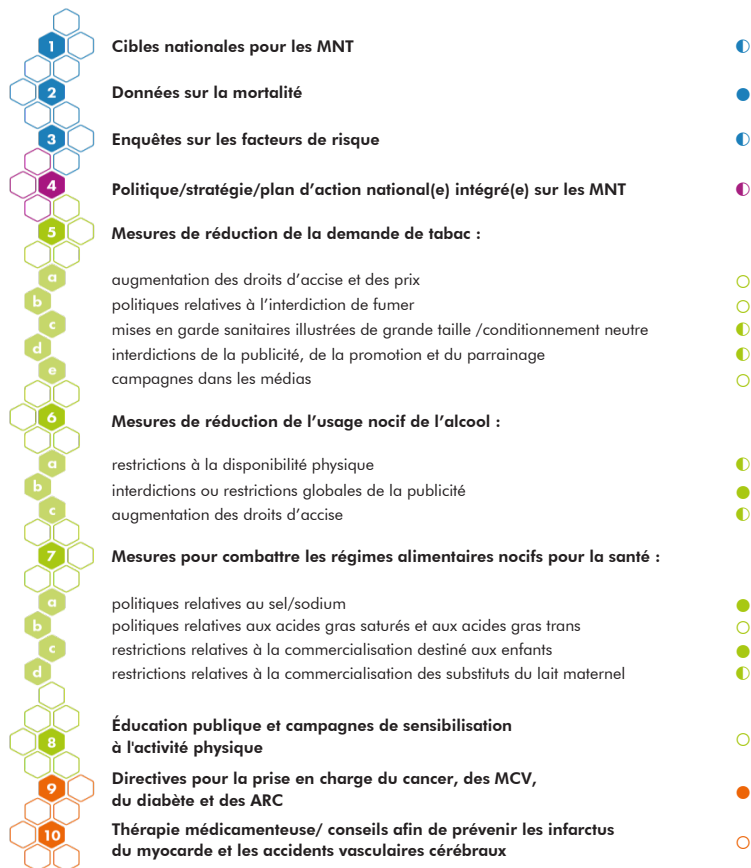 1 Cibles nationales pour les MNT
2 Données sur la mortalité
3 Enquêtes sur les facteurs de risque
4 Politique/stratégie/plan d'action national(e) intégré(e) sur les MNT
5 Mesures de réduction de la demande de tabac :
a augmentation des droits d'accise et des prix
b politiques relatives à l'interdiction de fumer
c mises en garde sanitaires illustrées de grande taille /conditionnement neutre
d interdictions de la publicité, de la promotion et du parrainage
e campagnes dans les médias
6 Mesures de réduction de l'usage nocif de l'alcool :
a restrictions à la disponibilité physique
b interdictions ou restrictions globales de la publicité
c augmentation des droits d'accise
7 Mesures pour combattre les régimes alimentaires nocifs pour la santé :
a politiques relatives au sel/sodium
b politiques relatives aux acides gras saturés et aux acides gras trans
c restrictions relatives à la commercialisation destiné aux enfants
d restrictions relatives à la commercialisation des substituts du lait maternel
8 Éducation publique et campagnes de sensibilisation
à l'activité physique
9 Directives pour la prise en charge du cancer, des MCV,
du diabète et des ARC
10 Thérapie médicamenteuse/ conseils afin de prévenir les infarctus
du myocarde et les accidents vasculaires cérébraux